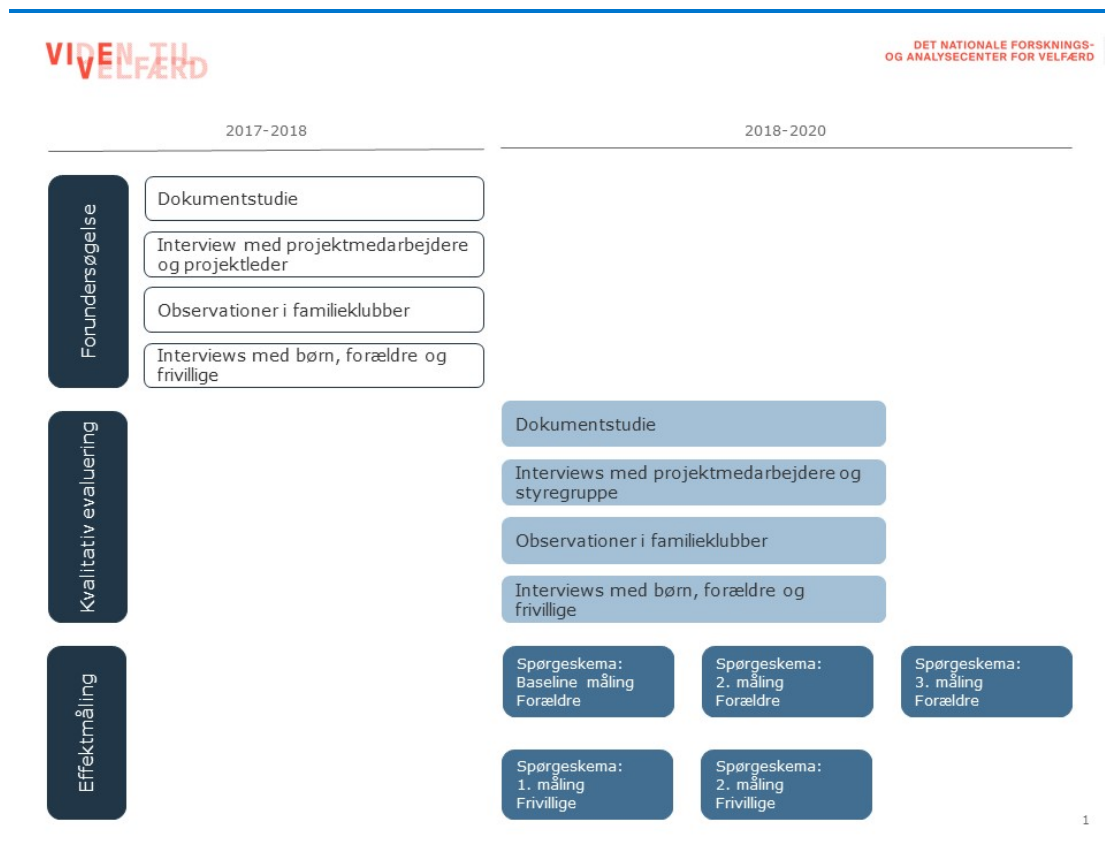 VIDEN TIL
VELFÆRD
DET NATIONALE FORSKNINGS-
OG ANALYSECENTER FOR VELFÆRD
2017-2018
2018-2020
Forundersøgelse
Dokumentstudie
Interview med projektmedarbejdere
og projektleder
Observationer i familieklubber
Interviews med børn, forældre og
frivillige
Kvalitativ evaluering
Dokumentstudie
Interviews med projektmedarbejdere og
styregruppe
Observationer i familieklubber
Interviews med børn, forældre og
frivillige
Effektmåling
Spørgeskema:
Baseline måling
Forældre
Spørgeskema:
2. måling
Forældre
Spørgeskema:
3. måling
Forældre
Spørgeskema:
1. måling
Frivillige
Spørgeskema:
2. måling
Frivillige
1